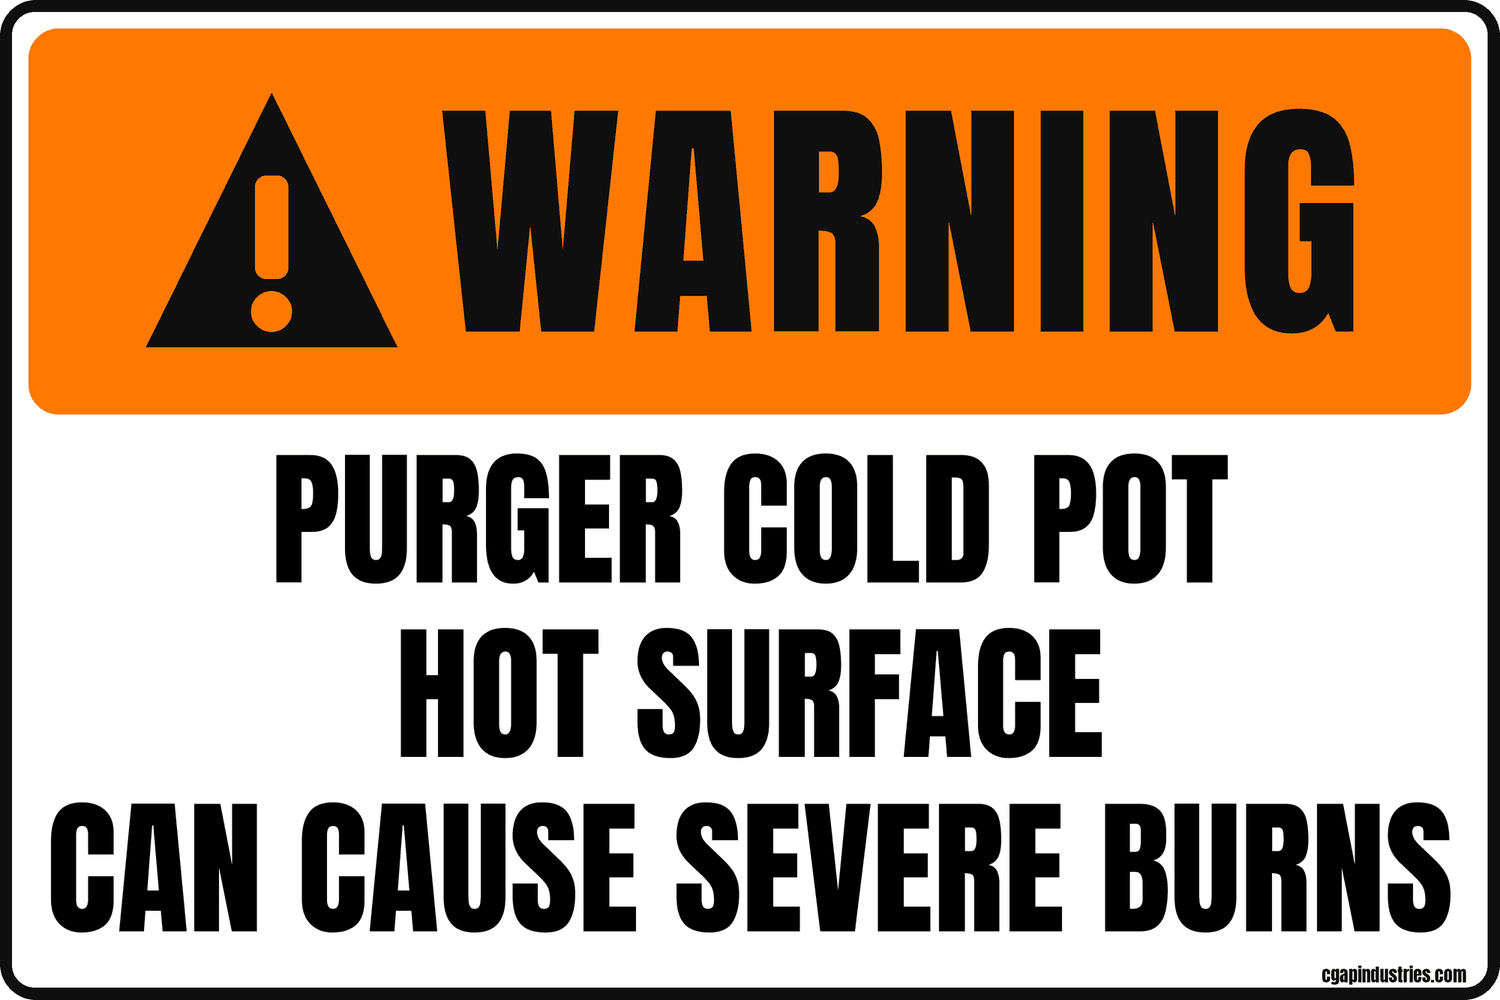 WARNING
PURGER COLD POT
HOT SURFACE
CAN CAUSE SEVERE BURNS
cgapindustries.com